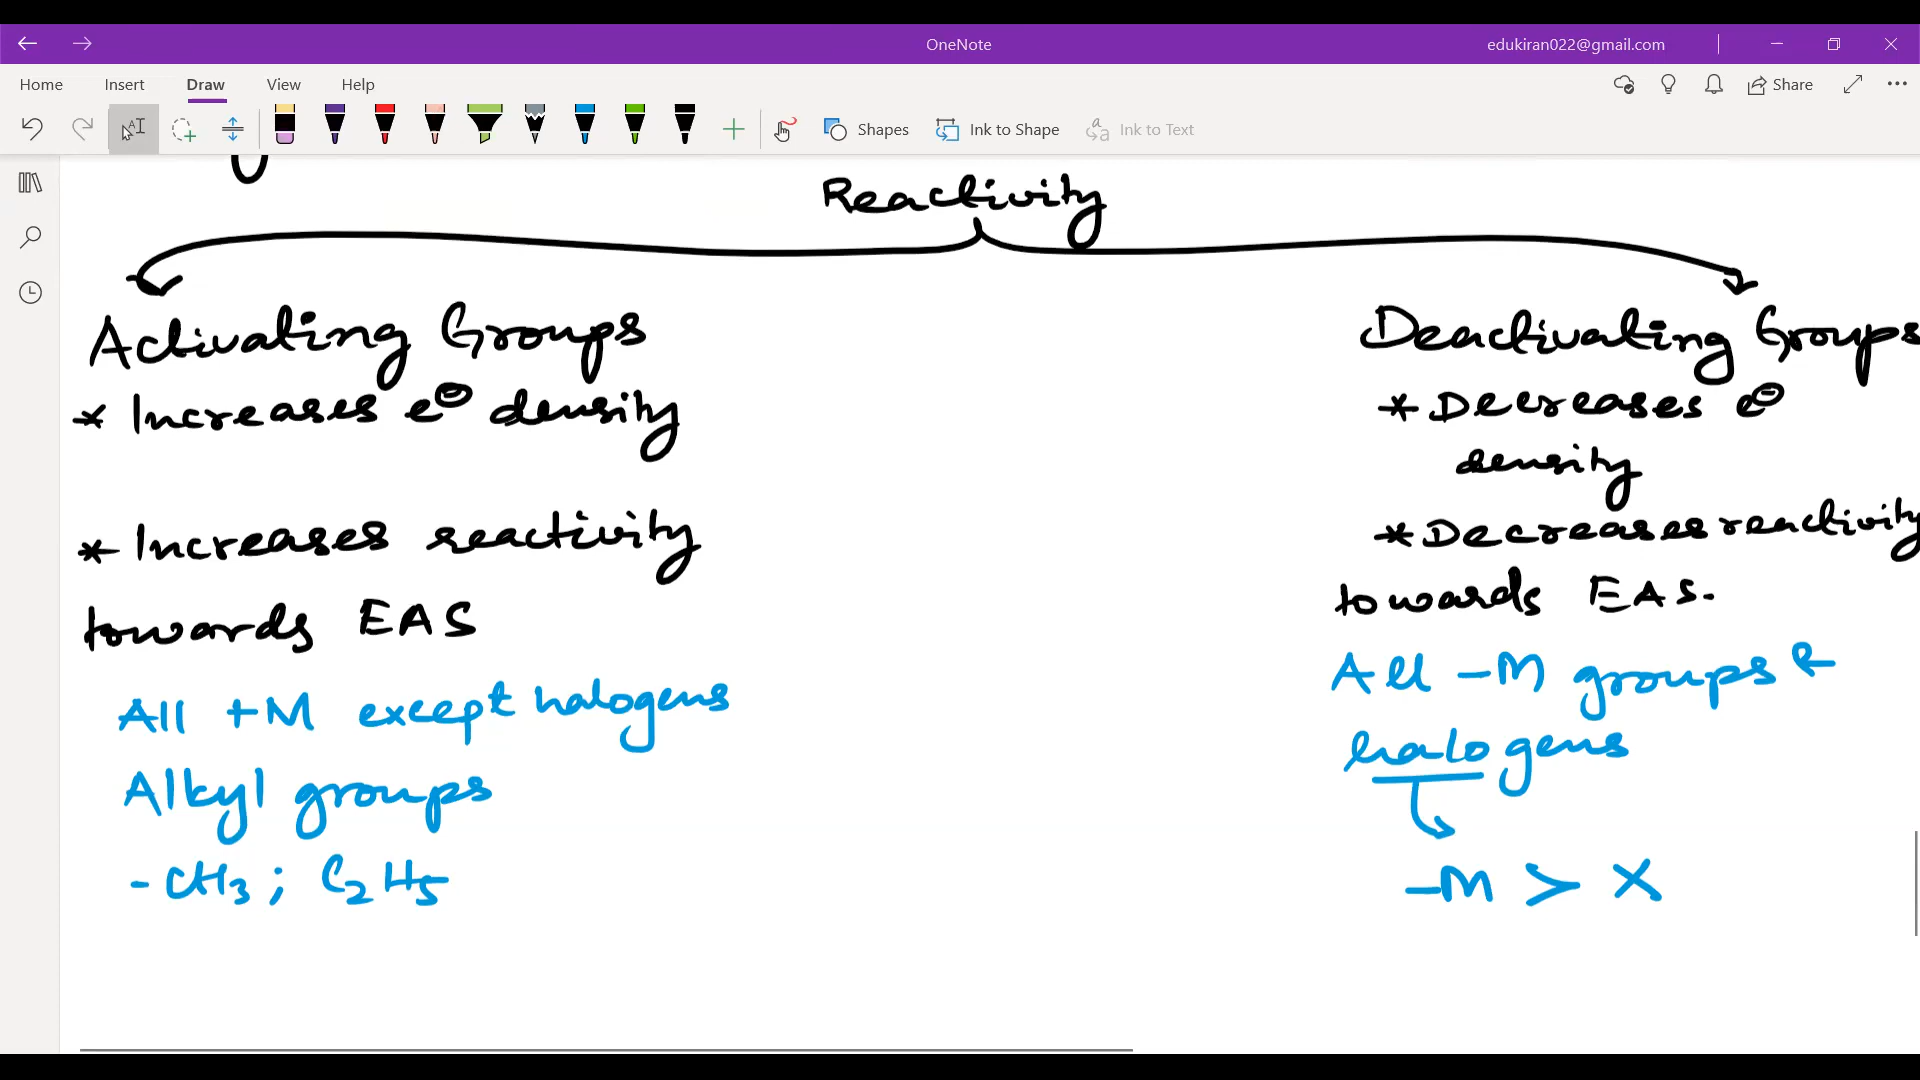 OneNote
edukiran022@gmail.com
Home Insert Draw View Help
Share
Shapes Ink to Shape Ink to Text
Reactivity
Activating Groups
* Increases e⊖ density
* Increases reactivity
towards EAS
All +M except halogens
Alkyl groups
- CH3 ; C2H5
Deactivating Groups
* Decreases e⊖
density
* Decreases reactivity
towards EAS.
All -M groups &
halogens
-M > X